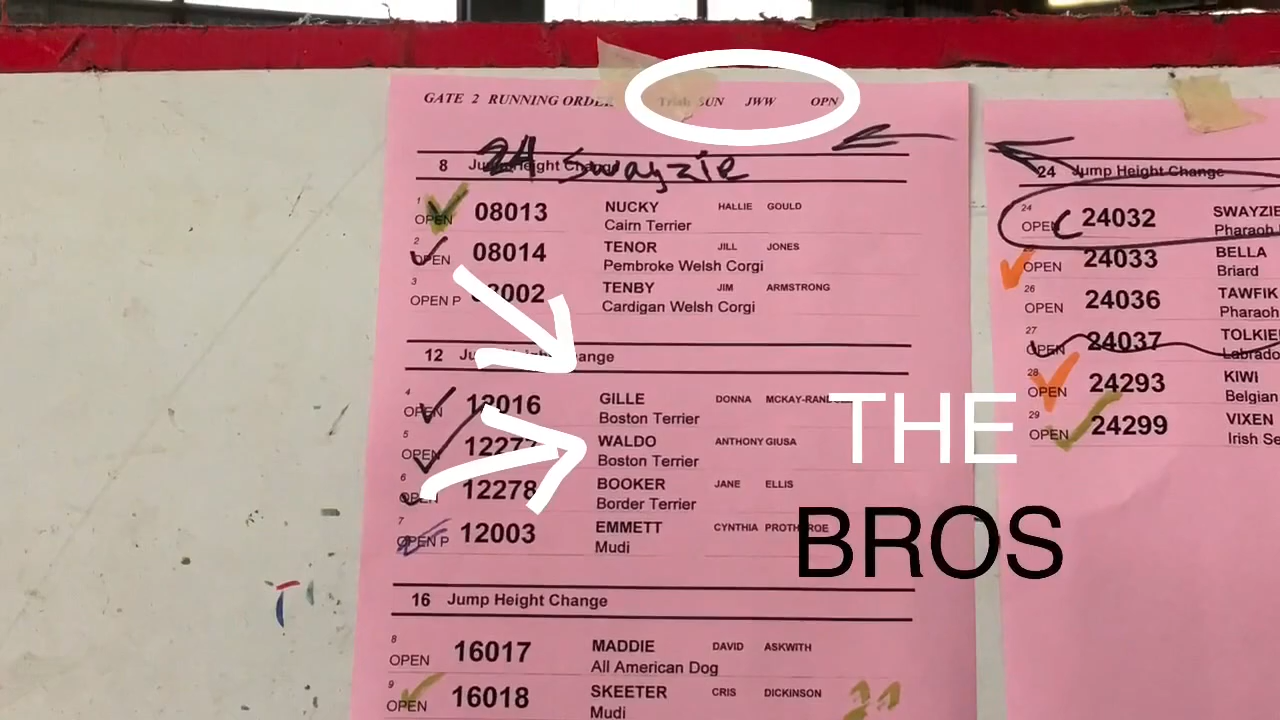 GATE 2 RUNNING ORDER Trial: SUN JWW OPN
8 Jump Height Change
24 Swayzie
1 OPEN 08013 NUCKY HALLIE GOULD
Cairn Terrier
2 OPEN 08014 TENOR JILL JONES
Pembroke Welsh Corgi
3 OPEN P 08002 TENBY JIM ARMSTRONG
Cardigan Welsh Corgi
12 Jump Height Change
4 OPEN 12016 GILLE DONNA
Boston Terrier
5 OPEN WALDO ANTHONY GIUSA
Boston Terrier
6 OPEN 12278 BOOKER JANE ELLIS
Border Terrier
7 OPEN P 12003 EMMETT CYNTHIA
Mudi
16 Jump Height Change
8 OPEN 16017 MADDIE DAVID ASKWITH
All American Dog
9 OPEN 16018 SKEETER CRIS DICKINSON
Mudi
24 Jump Height Change
24 OPEN C 24032 SWAYZIE
Pharaoh
OPEN 24033 BELLA
Briard
26 OPEN 24036 TAWFIK
Pharaoh
27 OPEN 24037 TOLKIE
Labrado
28 OPEN 24293 KIWI
Belgian
29 OPEN 24299 VIXEN
Irish Se
THE
BROS